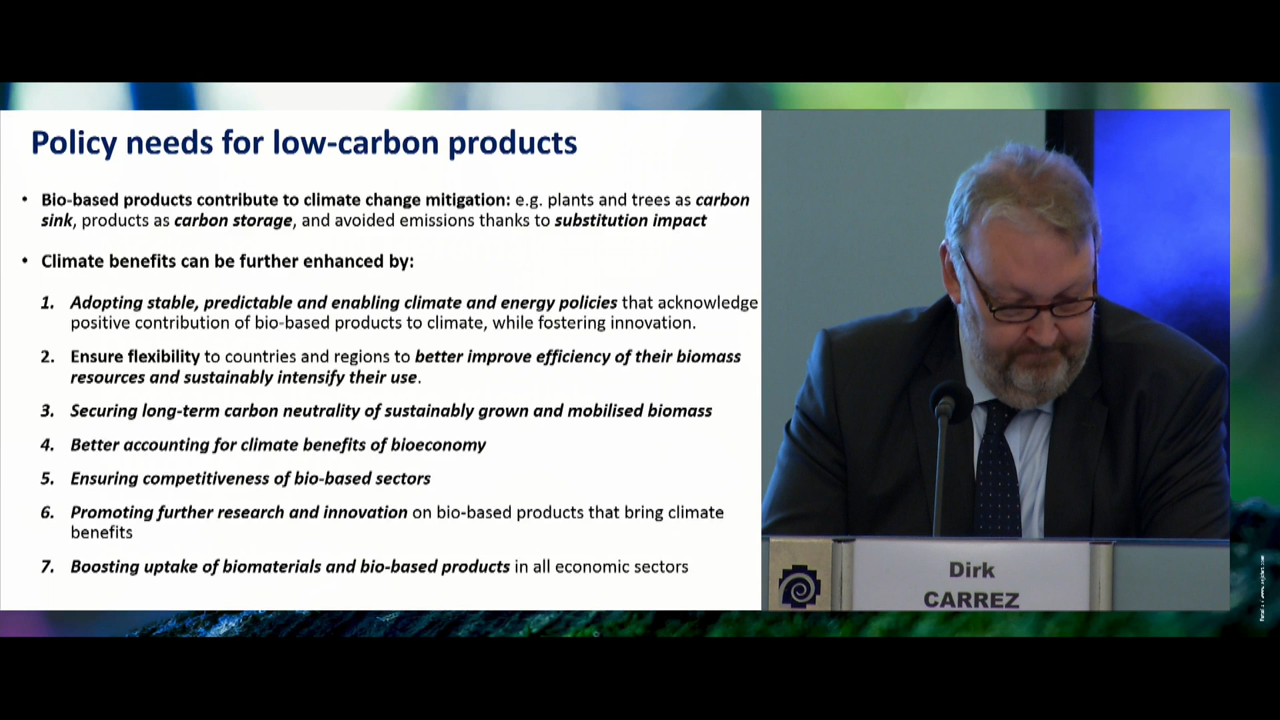 Policy needs for low-carbon products
• Bio-based products contribute to climate change mitigation: e.g. plants and trees as carbon
sink, products as carbon storage, and avoided emissions thanks to substitution impact
• Climate benefits can be further enhanced by:
1. Adopting stable, predictable and enabling climate and energy policies that acknowledge
positive contribution of bio-based products to climate, while fostering innovation.
2. Ensure flexibility to countries and regions to better improve efficiency of their biomass
resources and sustainably intensify their use.
3. Securing long-term carbon neutrality of sustainably grown and mobilised biomass
4. Better accounting for climate benefits of bioeconomy
5. Ensuring competitiveness of bio-based sectors
6. Promoting further research and innovation on bio-based products that bring climate
benefits
7. Boosting uptake of biomaterials and bio-based products in all economic sectors
Dirk
CARREZ